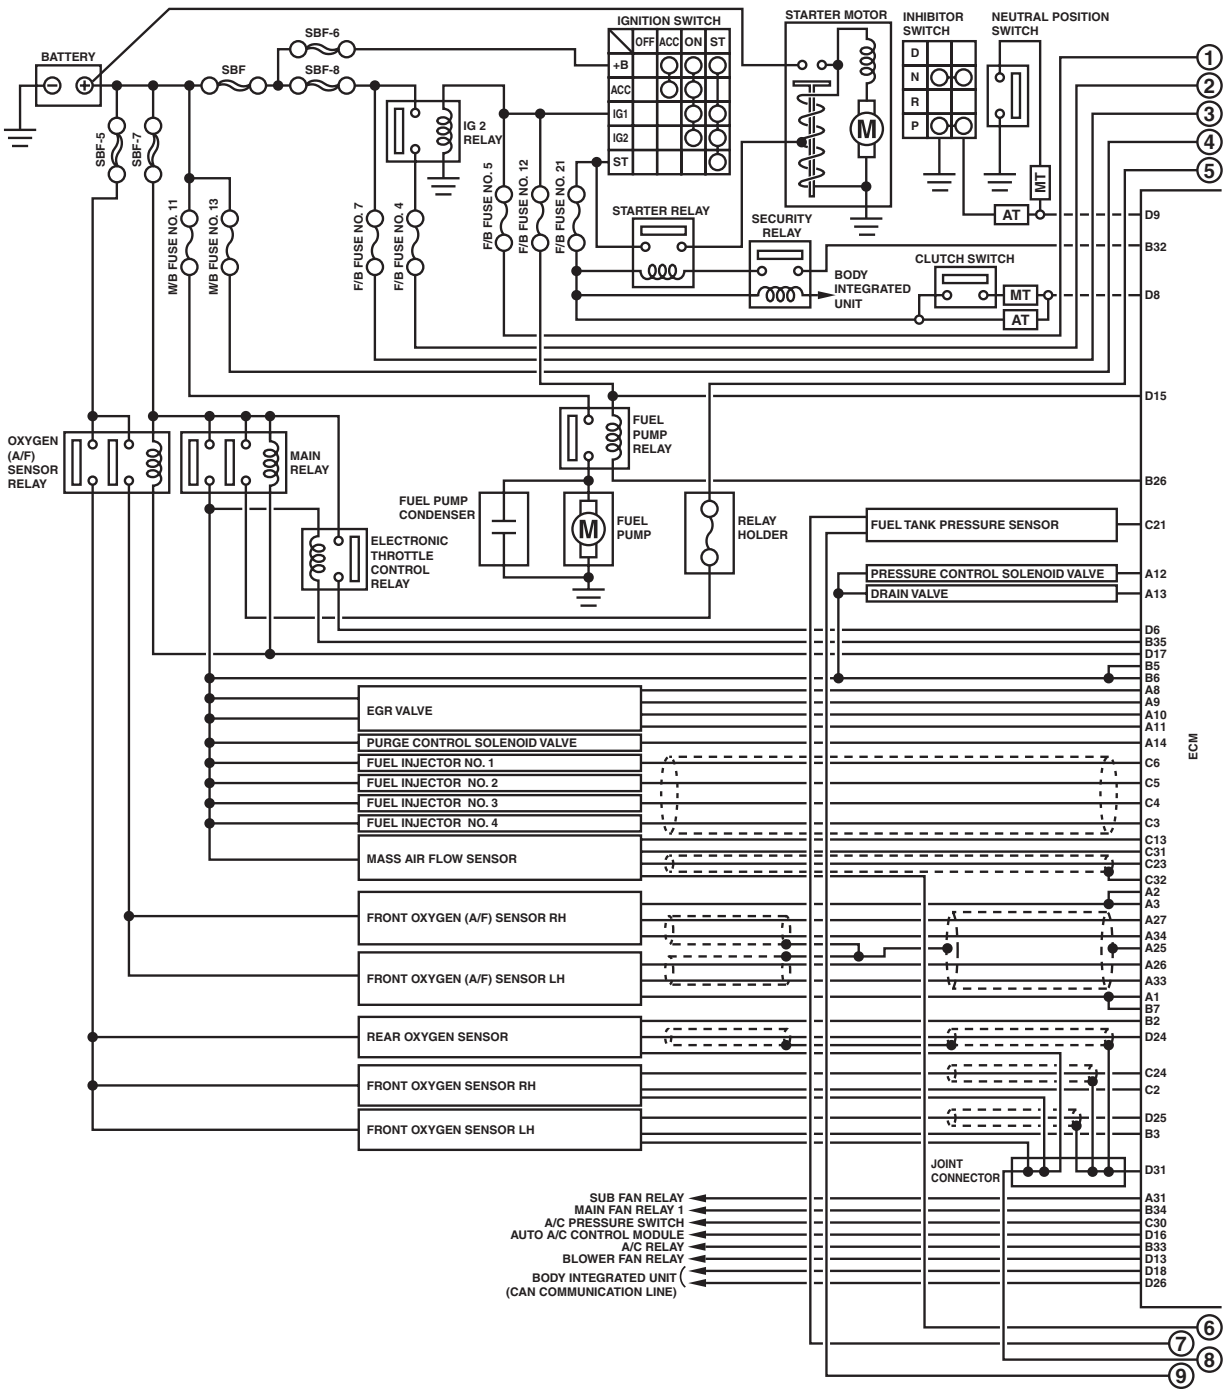 BATTERY
SBF-6
SBF
SBF-8
SBF-5
SBF-7
IG 2
RELAY
IGNITION SWITCH
OFF ACC ON ST
+B
ACC
IG1
IG2
ST
STARTER MOTOR
M
INHIBITOR
SWITCH
D
N
R
P
NEUTRAL POSITION
SWITCH
MT
AT
1
2
3
4
5
M/B FUSE NO. 11
M/B FUSE NO. 13
F/B FUSE NO. 7
F/B FUSE NO. 4
F/B FUSE NO. 5
F/B FUSE NO. 12
F/B FUSE NO. 21
STARTER RELAY
SECURITY
RELAY
BODY
INTEGRATED
UNIT
CLUTCH SWITCH
MT
AT
D9
B32
D8
D15
OXYGEN
(A/F)
SENSOR
RELAY
MAIN
RELAY
FUEL
PUMP
RELAY
B26
ELECTRONIC
THROTTLE
CONTROL
RELAY
FUEL PUMP
CONDENSER
M
FUEL
PUMP
RELAY
HOLDER
FUEL TANK PRESSURE SENSOR
C21
PRESSURE CONTROL SOLENOID VALVE
A12
DRAIN VALVE
A13
D6
B35
D17
B5
B6
EGR VALVE
A8
A9
A10
A11
ECM
PURGE CONTROL SOLENOID VALVE
A14
FUEL INJECTOR NO. 1
C6
FUEL INJECTOR NO. 2
C5
FUEL INJECTOR NO. 3
C4
FUEL INJECTOR NO. 4
C3
MASS AIR FLOW SENSOR
C13
C31
C23
C32
FRONT OXYGEN (A/F) SENSOR RH
A2
A3
A27
A34
A25
FRONT OXYGEN (A/F) SENSOR LH
A26
A33
A1
B7
REAR OXYGEN SENSOR
B2
D24
FRONT OXYGEN SENSOR RH
C24
C2
FRONT OXYGEN SENSOR LH
D25
B3
JOINT
CONNECTOR
D31
SUB FAN RELAY
A31
MAIN FAN RELAY 1
B34
A/C PRESSURE SWITCH
C30
AUTO A/C CONTROL MODULE
D16
A/C RELAY
B33
BLOWER FAN RELAY
D13
BODY INTEGRATED UNIT
(CAN COMMUNICATION LINE)
D18
D26
6
7
8
9